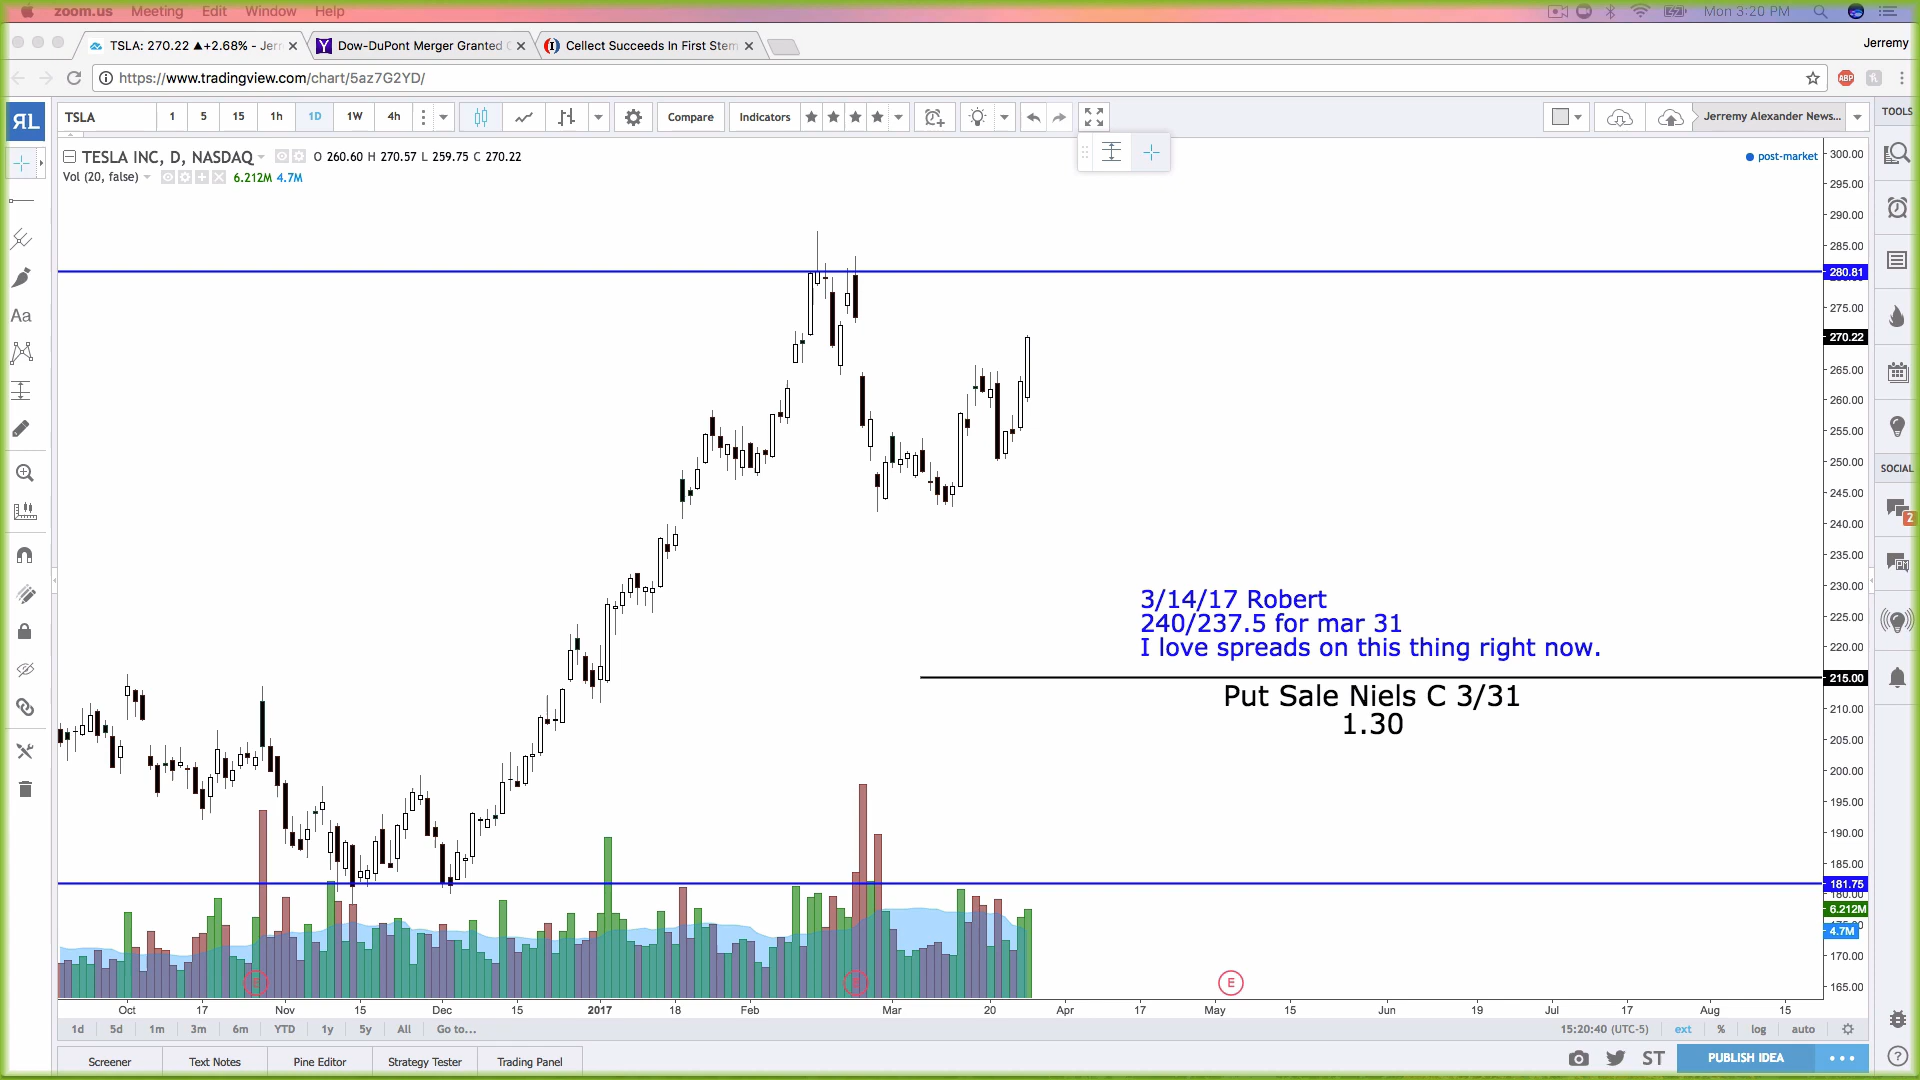 zoom.us Meeting Edit Window Help Mon 3:20 PM
TSLA: 270.22 ▲+2.68% - Jerr Dow-DuPont Merger Granted Cellect Succeeds In First Stem Jerremy
https://www.tradingview.com/chart/5az7G2YD/ ABP
TSLA 1 5 15 1h 1D 1W 4h Compare Indicators Jerremy Alexander News... TOOLS
TESLA INC, D, NASDAQ O 260.60 H 270.57 L 259.75 C 270.22 post-market
Vol (20, false) 6.212M 4.7M
300.00
295.00
290.00
285.00
280.81
275.00
270.22
265.00
260.00
255.00
250.00
245.00
240.00
235.00
230.00
225.00
220.00
215.00
210.00
205.00
200.00
195.00
190.00
185.00
181.75
180.00
6.212M
4.7M
170.00
165.00
Aa
SOCIAL
2
3/14/17 Robert
240/237.5 for mar 31
I love spreads on this thing right now.
Put Sale Niels C 3/31
1.30
E E E
Oct 17 Nov 15 Dec 15 2017 18 Feb Mar 20 Apr 17 May 15 Jun 19 Jul 17 Aug 15
1d 5d 1m 3m 6m YTD 1y 5y All Go to... 15:20:40 (UTC-5) ext % log auto
Screener Text Notes Pine Editor Strategy Tester Trading Panel ST PUBLISH IDEA